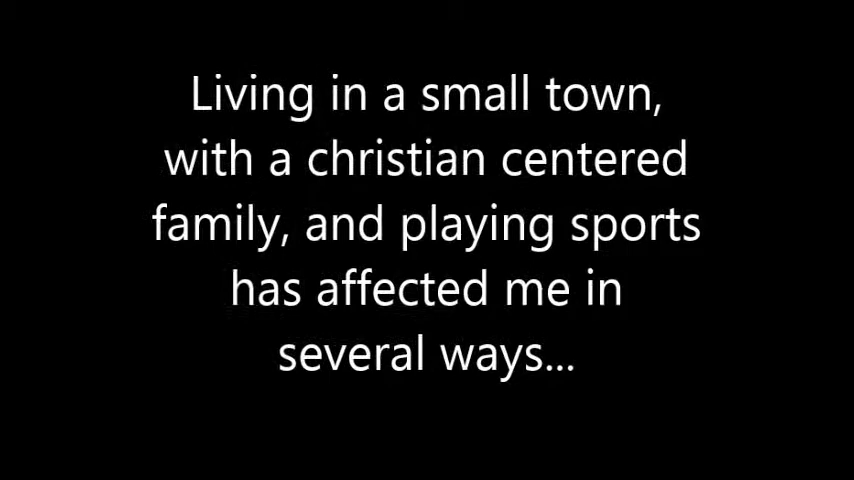 Living in a small town,
with a christian centered
family, and playing sports
has affected me in
several ways...